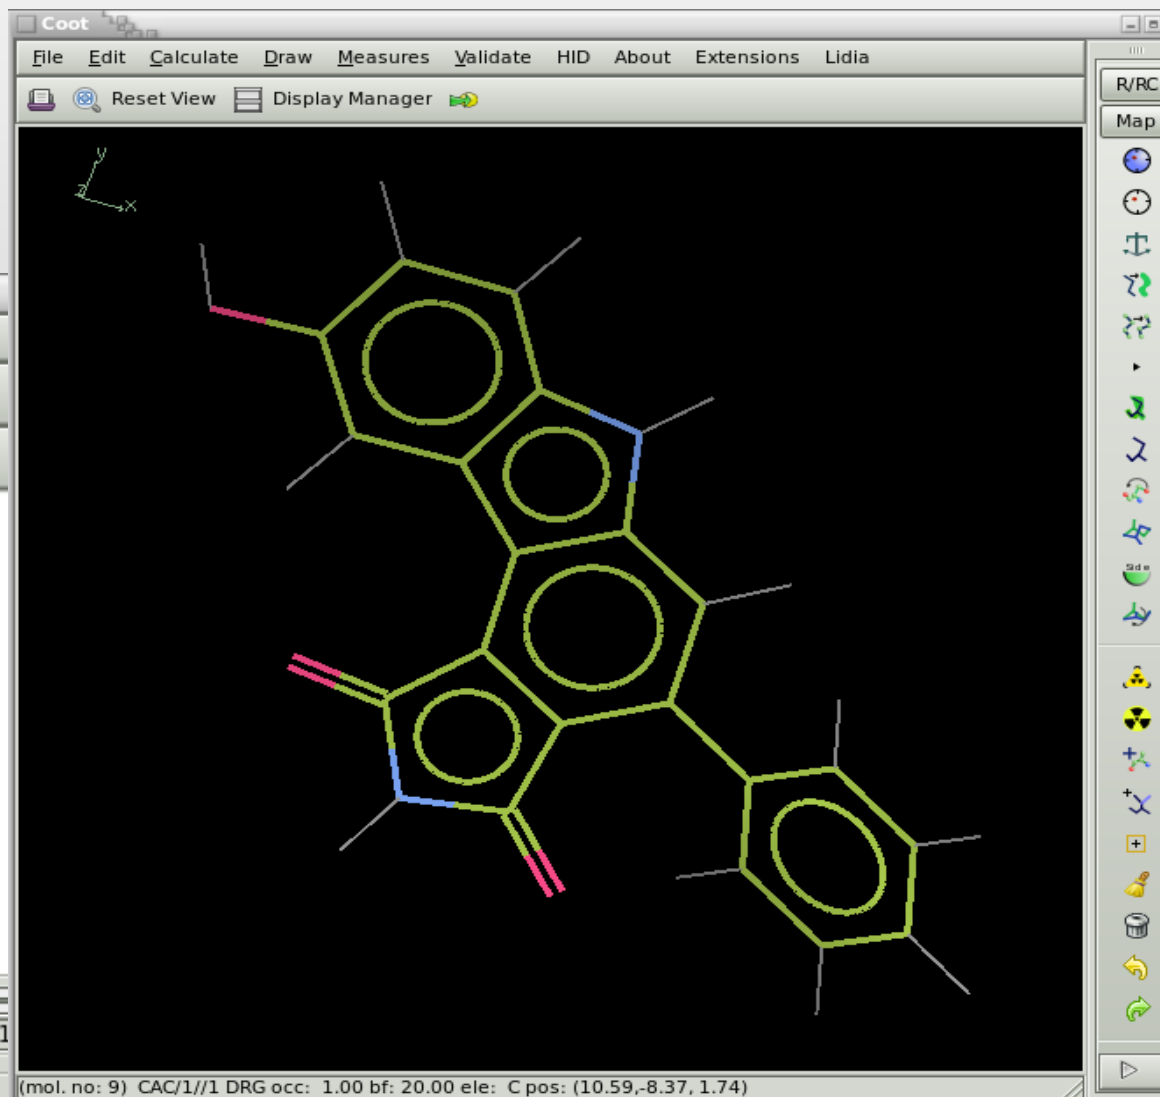 Coot
File Edit Calculate Draw Measures Validate HID About Extensions Lidia
Reset View Display Manager
R/RC
Map
y
z
x
Side
(mol. no: 9) CAC/1//1 DRG occ: 1.00 bf: 20.00 ele: C pos: (10.59,-8.37, 1.74)